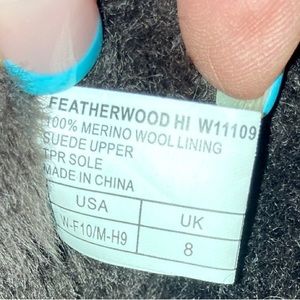 FEATHERWOOD HI W11109
100% MERINO WOOL LINING
SUEDE UPPER
TPR SOLE
MADE IN CHINA
USA UK
W-F10/M-H9 8